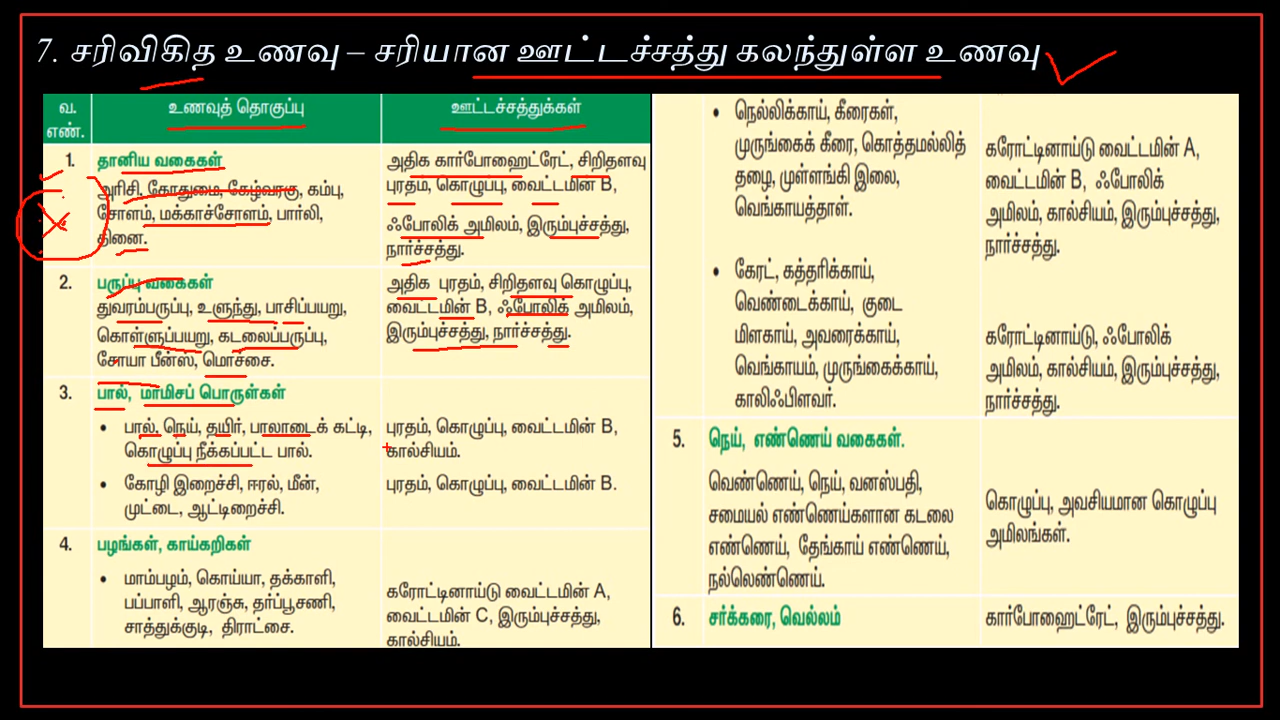 7. சரிவிகித உணவு – சரியான ஊட்டச்சத்து கலந்துள்ள உணவு
வ. எண்.
உணவுத் தொகுப்பு
ஊட்டச்சத்துக்கள்
1.
தானிய வகைகள்
அரிசி, கோதுமை, கேழ்வரகு, கம்பு,
சோளம், மக்காச்சோளம், பார்லி,
தினை.
அதிக கார்போஹைட்ரேட், சிறிதளவு
புரதம், கொழுப்பு, வைட்டமின் B,
ஃபோலிக் அமிலம், இரும்புச்சத்து,
நார்ச்சத்து.
2.
பருப்பு வகைகள்
துவரம்பருப்பு, உளுந்து, பாசிப்பயறு,
கொள்ளுப்பயறு, கடலைப்பருப்பு,
சோயா பீன்ஸ், மொச்சை.
அதிக புரதம், சிறிதளவு கொழுப்பு,
வைட்டமின் B, ஃபோலிக் அமிலம்,
இரும்புச்சத்து, நார்ச்சத்து.
3.
பால், மாமிசப் பொருள்கள்
• பால், நெய், தயிர், பாலாடைக் கட்டி,
கொழுப்பு நீக்கப்பட்ட பால்.
புரதம், கொழுப்பு, வைட்டமின் B,
கால்சியம்.
• கோழி இறைச்சி, ஈரல், மீன்,
முட்டை, ஆட்டிறைச்சி.
புரதம், கொழுப்பு, வைட்டமின் B.
4.
பழங்கள், காய்கறிகள்
• மாம்பழம், கொய்யா, தக்காளி,
பப்பாளி, ஆரஞ்சு, தர்ப்பூசணி,
சாத்துக்குடி, திராட்சை.
கரோட்டினாய்டு வைட்டமின் A,
வைட்டமின் C, இரும்புச்சத்து,
கால்சியம்.
• நெல்லிக்காய், கீரைகள்,
முருங்கைக் கீரை, கொத்தமல்லித்
தழை, முள்ளங்கி இலை,
வெங்காயத்தாள்.
கரோட்டினாய்டு வைட்டமின் A,
வைட்டமின் B, ஃபோலிக்
அமிலம், கால்சியம், இரும்புச்சத்து,
நார்ச்சத்து.
• கேரட், கத்தரிக்காய்,
வெண்டைக்காய், குடை
மிளகாய், அவரைக்காய்,
வெங்காயம், முருங்கைக்காய்,
காலிஃபிளவர்.
கரோட்டினாய்டு, ஃபோலிக்
அமிலம், கால்சியம், இரும்புச்சத்து,
நார்ச்சத்து.
5.
நெய், எண்ணெய் வகைகள்.
வெண்ணெய், நெய், வனஸ்பதி,
சமையல் எண்ணெய்களான கடலை
எண்ணெய், தேங்காய் எண்ணெய்,
நல்லெண்ணெய்.
கொழுப்பு, அவசியமான கொழுப்பு
அமிலங்கள்.
6.
சர்க்கரை, வெல்லம்
கார்போஹைட்ரேட், இரும்புச்சத்து.